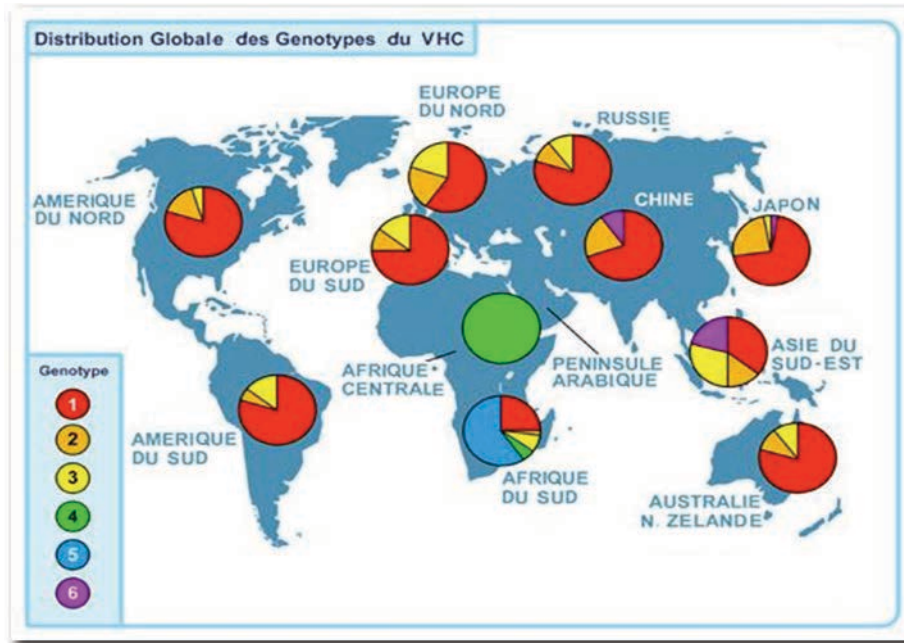 Distribution Globale des Genotypes du VHC
EUROPE
DU NORD
RUSSIE
AMERIQUE
DU NORD
CHINE
JAPON
EUROPE
DU SUD
ASIE DU
SUD-EST
AFRIQUE
CENTRALE
PENINSULE
ARABIQUE
Genotype
1
2
3
4
5
6
AMERIQUE
DU SUD
AFRIQUE
DU SUD
AUSTRALIE
N. ZELANDE